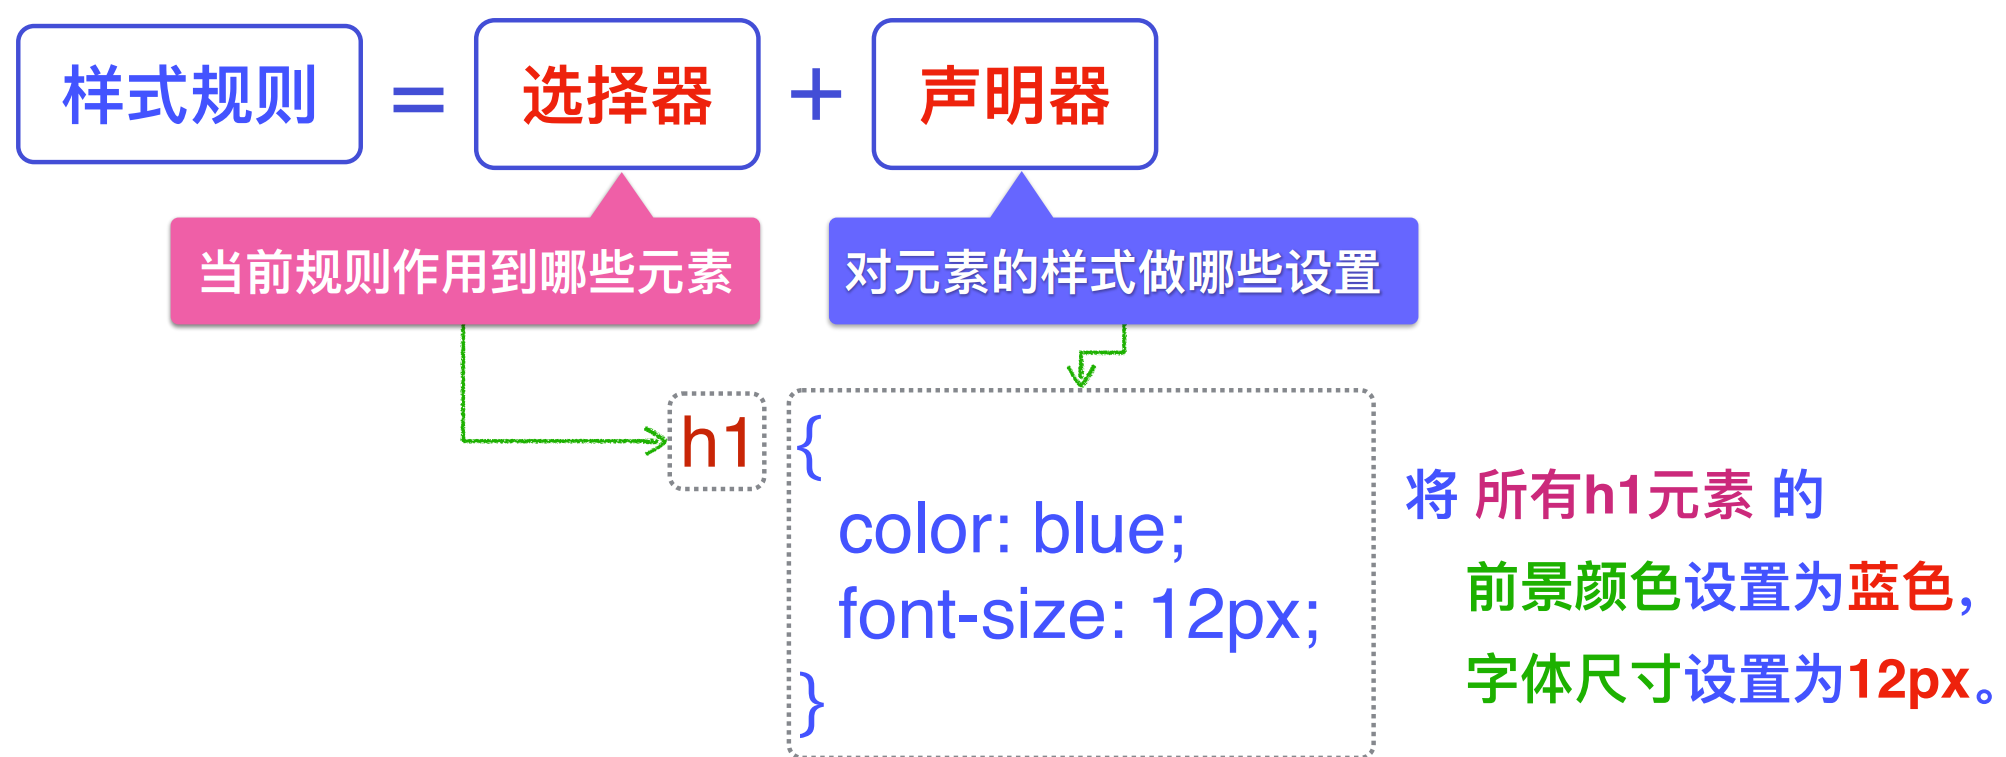 样式规则 = 选择器 + 声明器
当前规则作用到哪些元素
对元素的样式做哪些设置
h1
{
color: blue;
font-size: 12px;
}
将 所有h1元素 的
前景颜色设置为蓝色，
字体尺寸设置为12px。